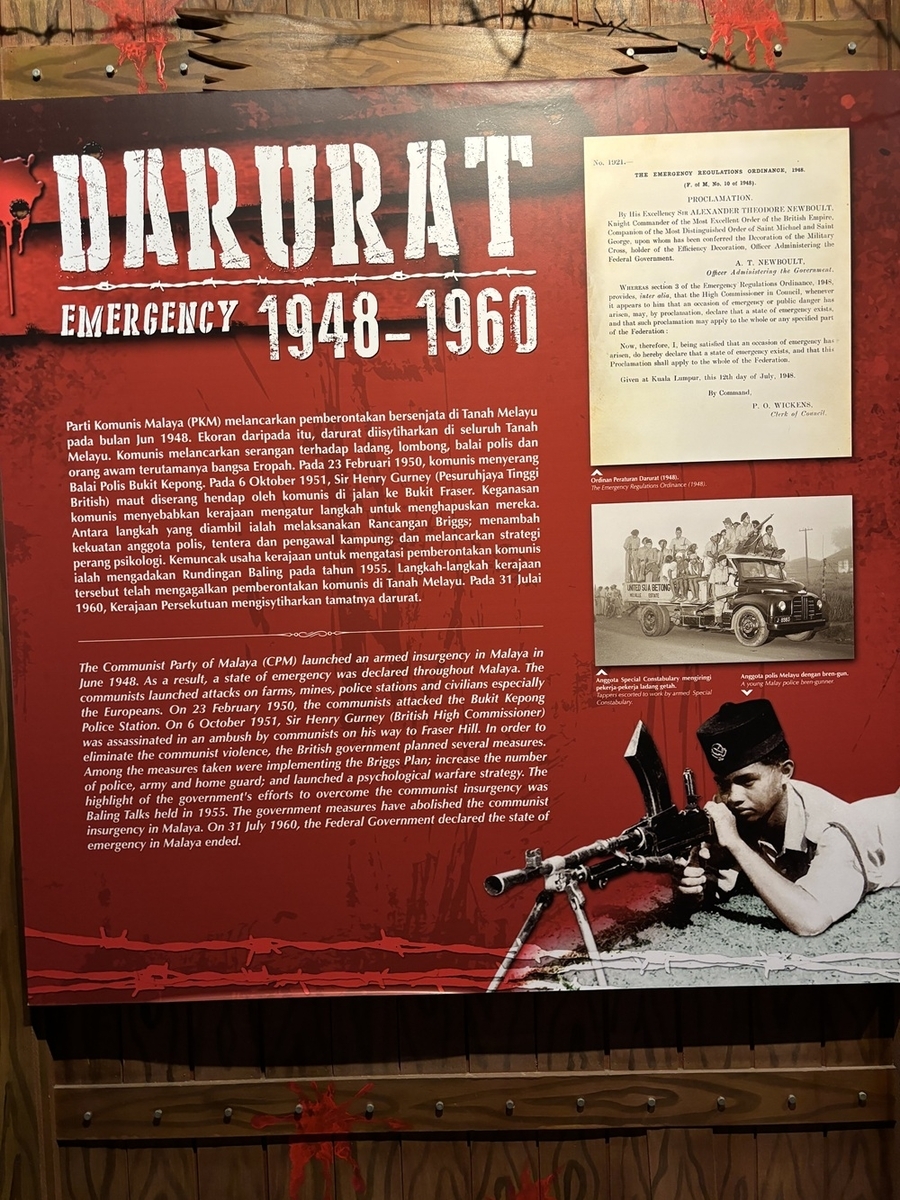 DARURAT
EMERGENCY 1948–1960
Parti Komunis Malaya (PKM) melancarkan pemberontakan bersenjata di Tanah Melayu
pada bulan Jun 1948. Ekoran daripada itu, darurat diisytiharkan di seluruh Tanah
Melayu. Komunis melancarkan serangan terhadap ladang, lombong, balai polis dan
orang awam terutamanya bangsa Eropah. Pada 23 Februari 1950, komunis menyerang
Balai Polis Bukit Kepong. Pada 6 Oktober 1951, Sir Henry Gurney (Pesuruhjaya Tinggi
British) maut diserang hendap oleh komunis di jalan ke Bukit Fraser. Keganasan
komunis menyebabkan kerajaan mengatur langkah untuk menghapuskan mereka.
Antara langkah yang diambil ialah melaksanakan Rancangan Briggs; menambah
kekuatan anggota polis, tentera dan pengawal kampung; dan melancarkan strategi
perang psikologi. Kemuncak usaha kerajaan untuk mengatasi pemberontakan komunis
ialah mengadakan Rundingan Baling pada tahun 1955. Langkah-langkah kerajaan
tersebut telah mengagalkan pemberontakan komunis di Tanah Melayu. Pada 31 Julai
1960, Kerajaan Persekutuan mengisytiharkan tamatnya darurat.
The Communist Party of Malaya (CPM) launched an armed insurgency in Malaya in
June 1948. As a result, a state of emergency was declared throughout Malaya. The
communists launched attacks on farms, mines, police stations and civilians especially
the Europeans. On 23 February 1950, the communists attacked the Bukit Kepong
Police Station. On 6 October 1951, Sir Henry Gurney (British High Commissioner)
was assassinated in an ambush by communists on his way to Fraser Hill. In order to
eliminate the communist violence, the British government planned several measures.
Among the measures taken were implementing the Briggs Plan; increase the number
of police, army and home guard; and launched a psychological warfare strategy. The
highlight of the government's efforts to overcome the communist insurgency was
Baling Talks held in 1955. The government measures have abolished the communist
insurgency in Malaya. On 31 July 1960, the Federal Government declared the state of
emergency in Malaya ended.
No. 1921.—
THE EMERGENCY REGULATIONS ORDINANCE, 1948.
(F. of M. No. 10 of 1948).
PROCLAMATION.
By His Excellency SIR ALEXANDER THEODORE NEWBOULT,
Knight Commander of the Most Excellent Order of the British Empire,
Companion of the Most Distinguished Order of Saint Michael and Saint
George, upon whom has been conferred the Decoration of the Military
Cross, holder of the Efficiency Decoration, Officer Administering the
Federal Government.
A. T. NEWBOULT,
Officer Administering the Government.
WHEREAS section 3 of the Emergency Regulations Ordinance, 1948,
provides, inter alia, that the High Commissioner in Council, whenever
it appears to him that an occasion of emergency or public danger has
arisen, may, by proclamation, declare that a state of emergency exists,
and that such proclamation may apply to the whole or any specified part
of the Federation:
Now, therefore, I, being satisfied that an occasion of emergency has
arisen, do hereby declare that a state of emergency exists, and that this
Proclamation shall apply to the whole of the Federation.
Given at Kuala Lumpur, this 12th day of July, 1948.
By Command,
P. O. WICKENS,
Clerk of Council.
Ordinan Peraturan Darurat (1948).
The Emergency Regulations Ordinance (1948).
UNITED SUA BETONG
ESTATE
Anggota Special Constabulary mengiringi
pekerja-pekerja ladang getah.
Tappers escorted to work by armed Special
Constabulary.
Anggota polis Melayu dengan bren-gun.
A young Malay police bren-gunner.